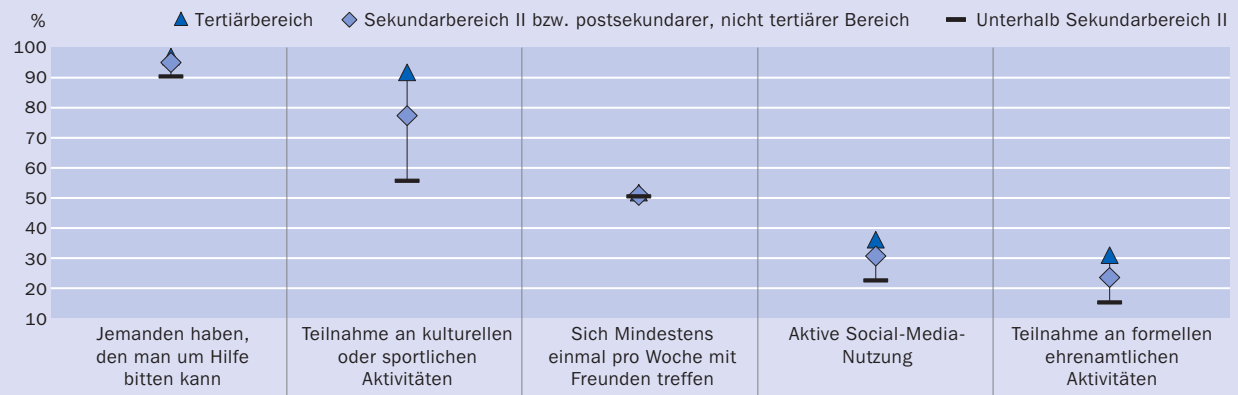 % Tertiärbereich Sekundarbereich II bzw. postsekundarer, nicht tertiärer Bereich Unterhalb Sekundarbereich II
100
90
80
70
60
50
40
30
20
10
Jemanden haben,
den man um Hilfe
bitten kann
Teilnahme an kulturellen
oder sportlichen
Aktivitäten
Sich Mindestens
einmal pro Woche mit
Freunden treffen
Aktive Social-Media-
Nutzung
Teilnahme an formellen
ehrenamtlichen
Aktivitäten